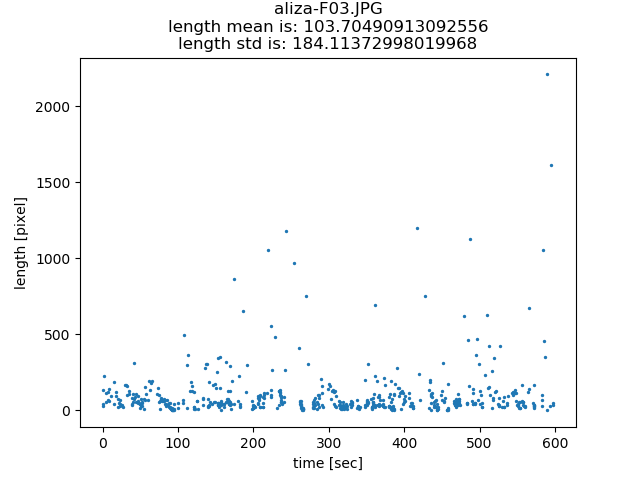 aliza-F03.JPG
length mean is: 103.70490913092556
length std is: 184.11372998019968
2000
1500
1000
500
0
length [pixel]
0 100 200 300 400 500 600
time [sec]